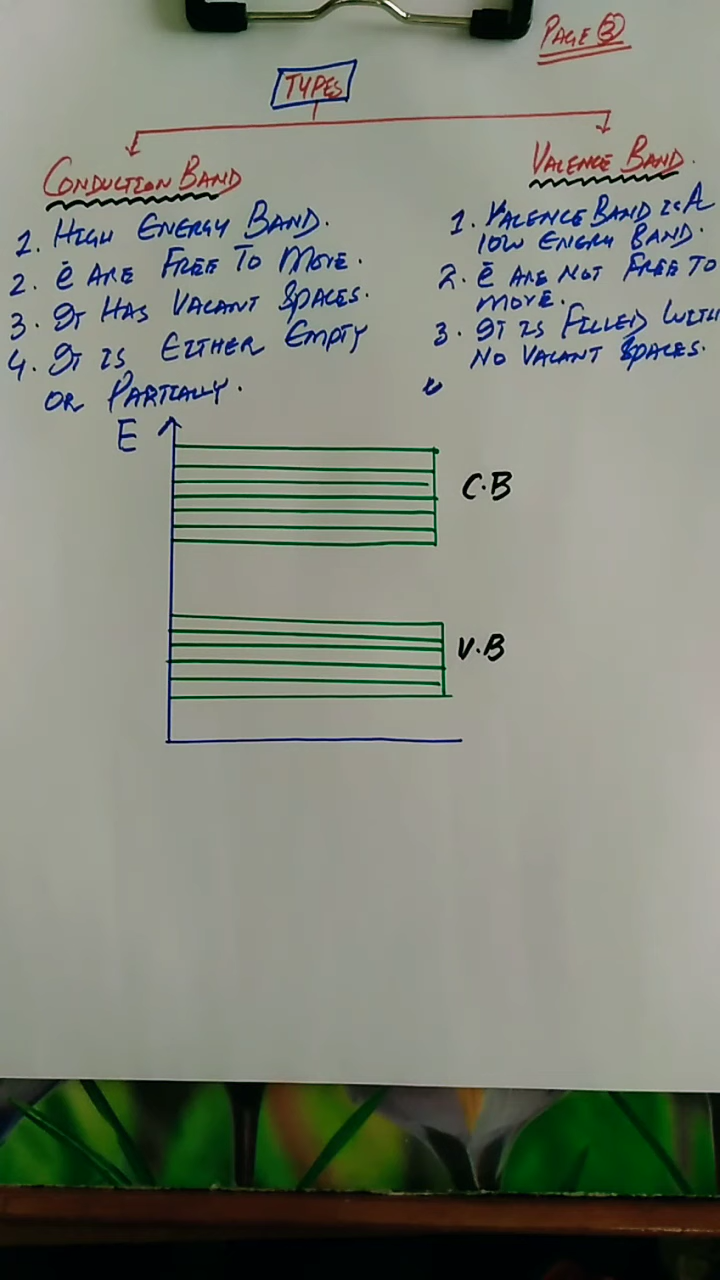 PAGE 3
TYPES
CONDUCTION BAND
1. HIGH ENERGY BAND.
2. ē ARE FREE TO MOVE.
3. IT HAS VACANT SPACES.
4. IT IS EITHER EMPTY
OR PARTIALLY.
VALENCE BAND
1. VALENCE BAND IS A
LOW ENERGY BAND.
2. ē ARE NOT FREE TO
MOVE.
3. IT IS FILLED WITH
NO VACANT SPACES.
E
C.B
V.B